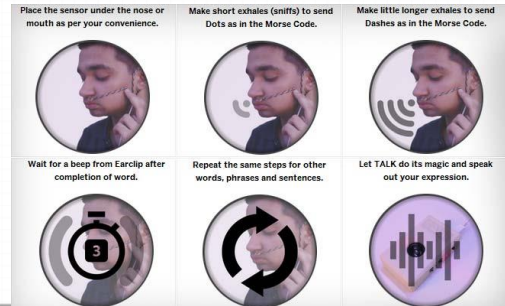 Place the sensor under the nose or
mouth as per your convenience.
Make short exhales (sniffs) to send
Dots as in the Morse Code.
Make little longer exhales to send
Dashes as in the Morse Code.
Wait for a beep from Earclip after
completion of word.
3
Repeat the same steps for other
words, phrases and sentences.
Let TALK do its magic and speak
out your expression.